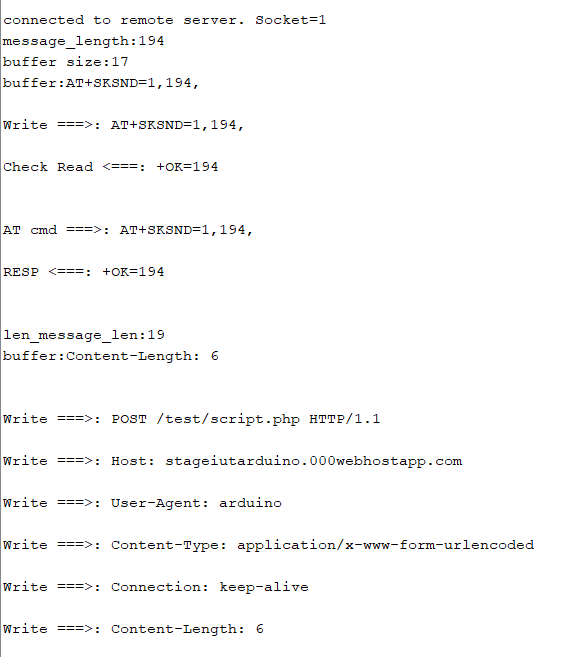 connected to remote server. Socket=1
message_length:194
buffer size:17
buffer:AT+SKSND=1,194,
Write ===>: AT+SKSND=1,194,
Check Read <===: +OK=194
AT cmd ===>: AT+SKSND=1,194,
RESP <===: +OK=194
len_message_len:19
buffer:Content-Length: 6
Write ===>: POST /test/script.php HTTP/1.1
Write ===>: Host: stageiutarduino.000webhostapp.com
Write ===>: User-Agent: arduino
Write ===>: Content-Type: application/x-www-form-urlencoded
Write ===>: Connection: keep-alive
Write ===>: Content-Length: 6